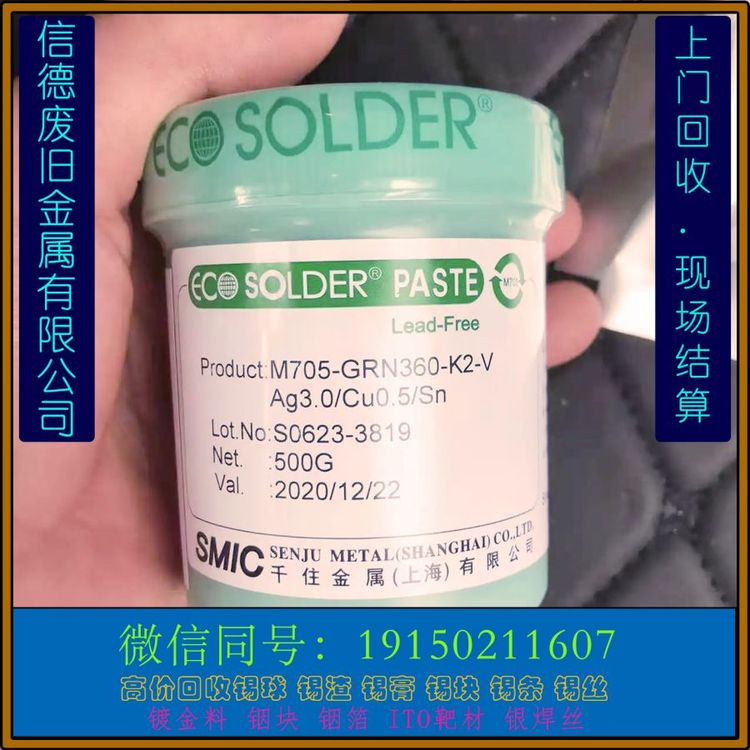 信德废旧金属有限公司
上门回收·现场结算
ECO SOLDER®
ECO SOLDER® PASTE
M705
Lead-Free
Product:M705-GRN360-K2-V
Ag3.0/Cu0.5/Sn
Lot.No:S0623-3819
Net. :500G
Val. :2020/12/22
SMIC SENJU METAL(SHANGHAI) CO.,LTD.
千住金属(上海)有限公司
微信同号：19150211607
高价回收锡球 锡渣 锡膏 锡块 锡条 锡丝
镀金料 铟块 铟箔 ITO靶材 银焊丝